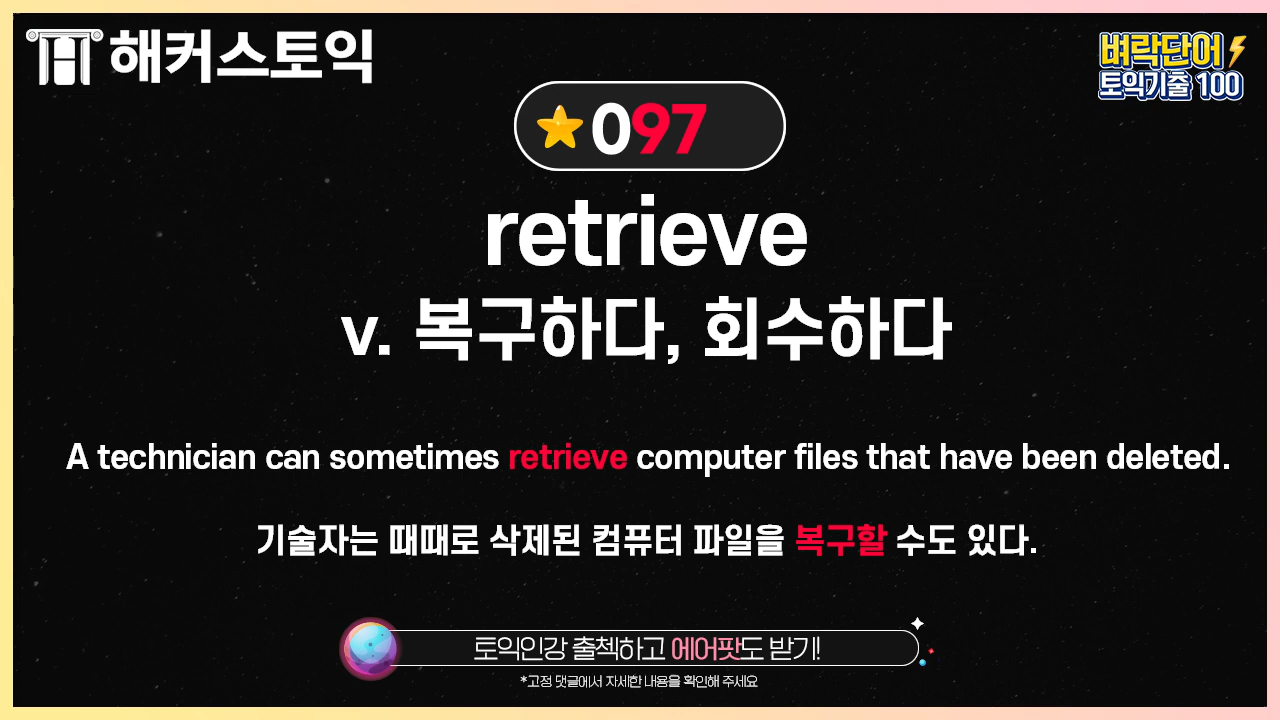 해커스토익
벼락단어
토익기출 100
097
retrieve
v. 복구하다, 회수하다
A technician can sometimes retrieve computer files that have been deleted.
기술자는 때때로 삭제된 컴퓨터 파일을 복구할 수도 있다.
토익인강 출첵하고 에어팟도 받기!
*고정 댓글에서 자세한 내용을 확인해 주세요